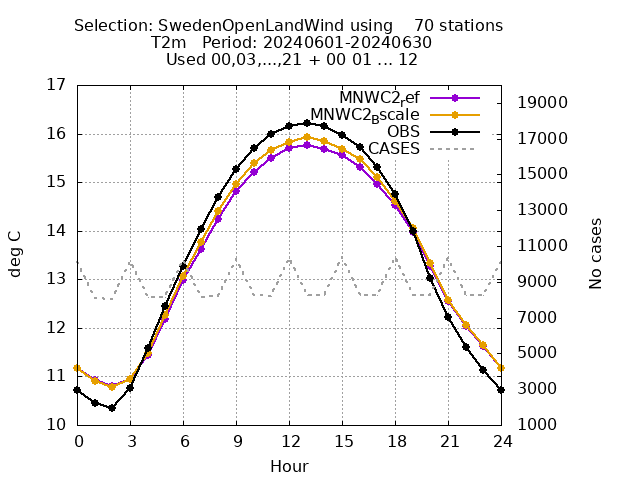 Selection: SwedenOpenLandWind using    70 stations
T2m   Period: 20240601-20240630
Used 00,03,...,21 + 00 01 ... 12
MNWC2ref
MNWC2Bscale
OBS
CASES
17
16
15
14
13
12
11
10
deg C
19000
17000
15000
13000
11000
9000
7000
5000
3000
1000
No cases
0 3 6 9 12 15 18 21 24
Hour